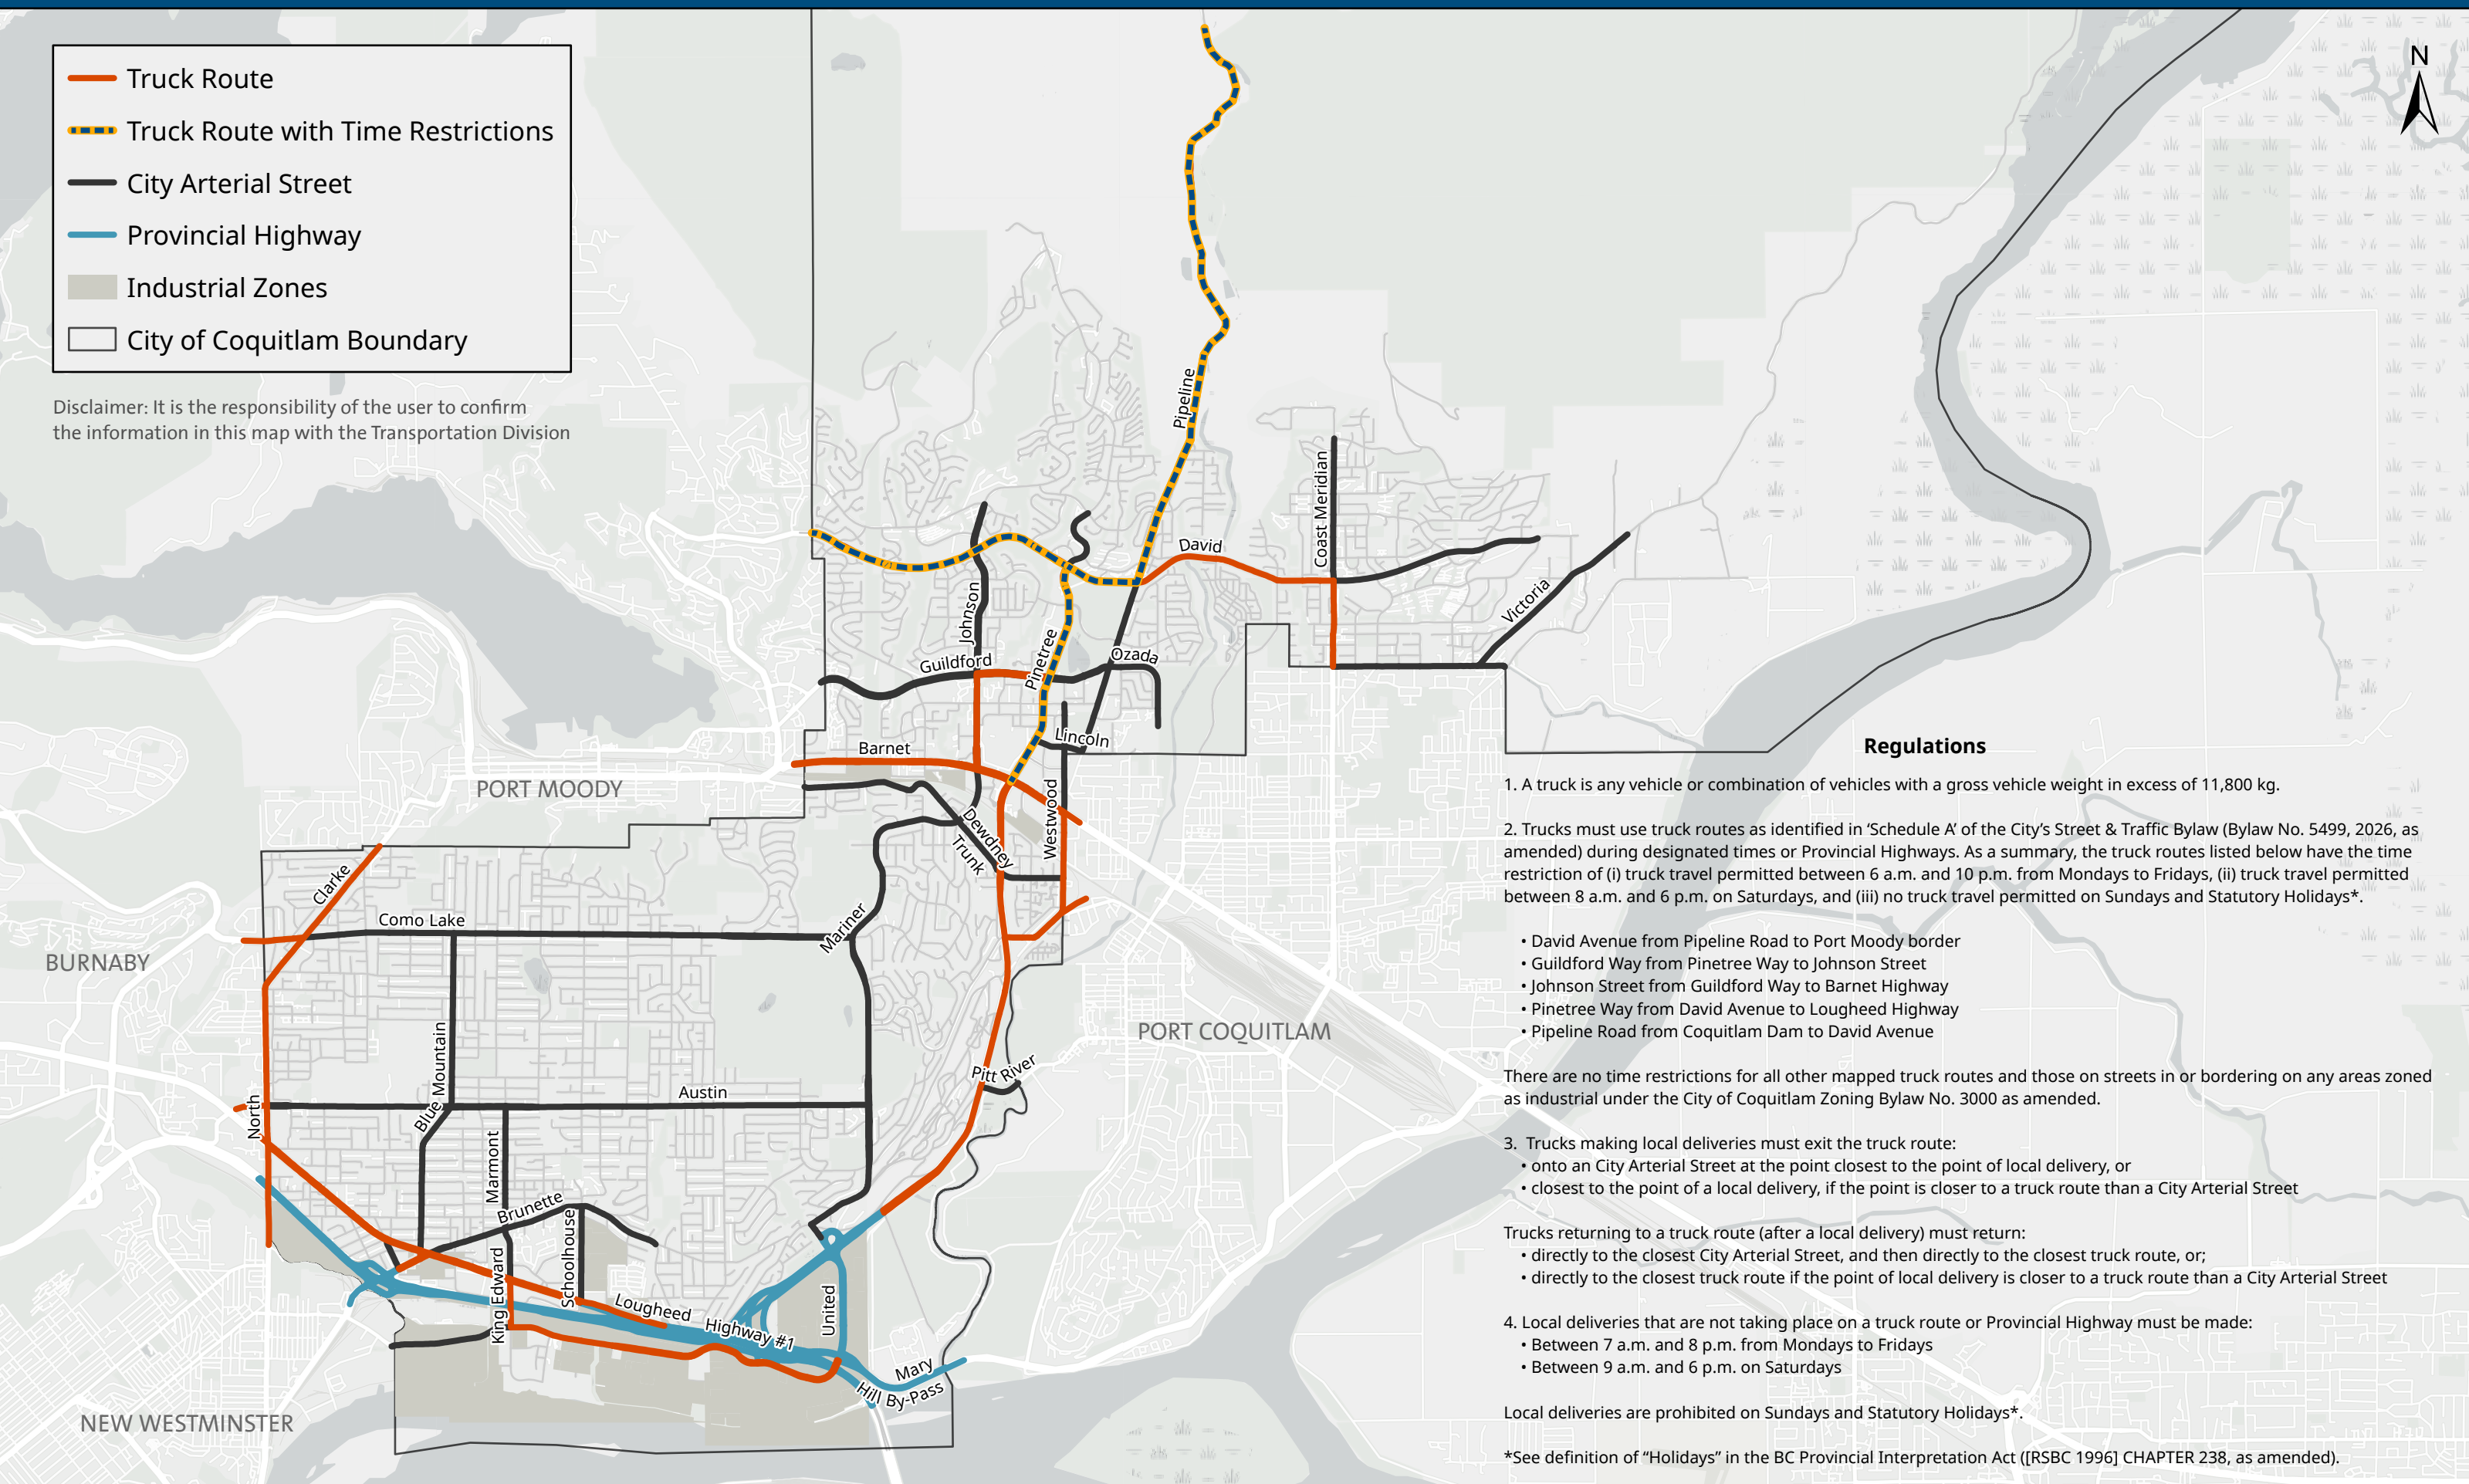 Truck Route
Truck Route with Time Restrictions
City Arterial Street
Provincial Highway
Industrial Zones
City of Coquitlam Boundary
Disclaimer: It is the responsibility of the user to confirm
the information in this map with the Transportation Division
N
Pipeline
Coast Meridian
David
Johnson
Victoria
Guildford
Pinetree
Ozada
Lincoln
Barnet
PORT MOODY
Westwood
Dewdney
Trunk
Clarke
Como Lake
Mariner
BURNABY
PORT COQUITLAM
Blue Mountain
Pitt River
Austin
North
Marmont
Brunette
Schoolhouse
King Edward
Lougheed
Highway #1
United
Mary
Hill By-Pass
NEW WESTMINSTER
Regulations
1. A truck is any vehicle or combination of vehicles with a gross vehicle weight in excess of 11,800 kg.
2. Trucks must use truck routes as identified in ‘Schedule A’ of the City’s Street & Traffic Bylaw (Bylaw No. 5499, 2026, as
amended) during designated times or Provincial Highways. As a summary, the truck routes listed below have the time
restriction of (i) truck travel permitted between 6 a.m. and 10 p.m. from Mondays to Fridays, (ii) truck travel permitted
between 8 a.m. and 6 p.m. on Saturdays, and (iii) no truck travel permitted on Sundays and Statutory Holidays*.
• David Avenue from Pipeline Road to Port Moody border
• Guildford Way from Pinetree Way to Johnson Street
• Johnson Street from Guildford Way to Barnet Highway
• Pinetree Way from David Avenue to Lougheed Highway
• Pipeline Road from Coquitlam Dam to David Avenue
There are no time restrictions for all other mapped truck routes and those on streets in or bordering on any areas zoned
as industrial under the City of Coquitlam Zoning Bylaw No. 3000 as amended.
3. Trucks making local deliveries must exit the truck route:
• onto an City Arterial Street at the point closest to the point of local delivery, or
• closest to the point of a local delivery, if the point is closer to a truck route than a City Arterial Street
Trucks returning to a truck route (after a local delivery) must return:
• directly to the closest City Arterial Street, and then directly to the closest truck route, or;
• directly to the closest truck route if the point of local delivery is closer to a truck route than a City Arterial Street
4. Local deliveries that are not taking place on a truck route or Provincial Highway must be made:
• Between 7 a.m. and 8 p.m. from Mondays to Fridays
• Between 9 a.m. and 6 p.m. on Saturdays
Local deliveries are prohibited on Sundays and Statutory Holidays*.
*See definition of “Holidays” in the BC Provincial Interpretation Act ([RSBC 1996] CHAPTER 238, as amended).